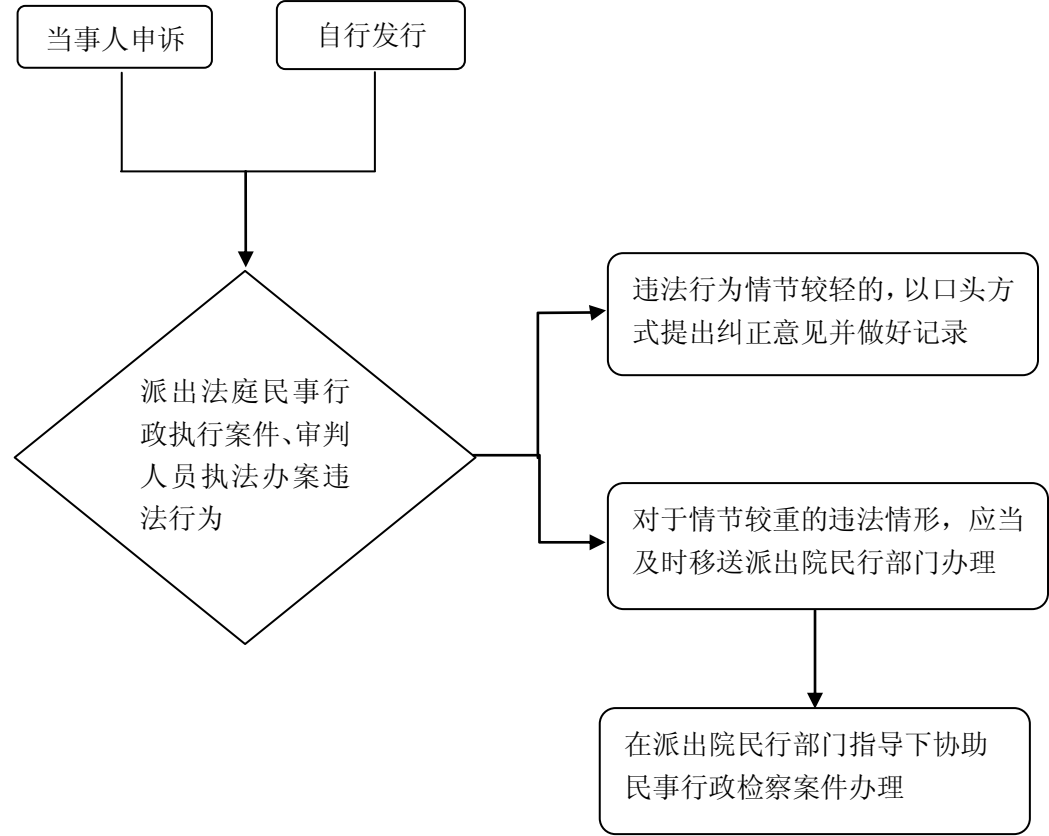 当事人申诉
自行发行
派出法庭民事行
政执行案件、审判
人员执法办案违
法行为
违法行为情节较轻的，以口头方
式提出纠正意见并做好记录
对于情节较重的违法情形，应当
及时移送派出院民行部门办理
在派出院民行部门指导下协助
民事行政检察案件办理